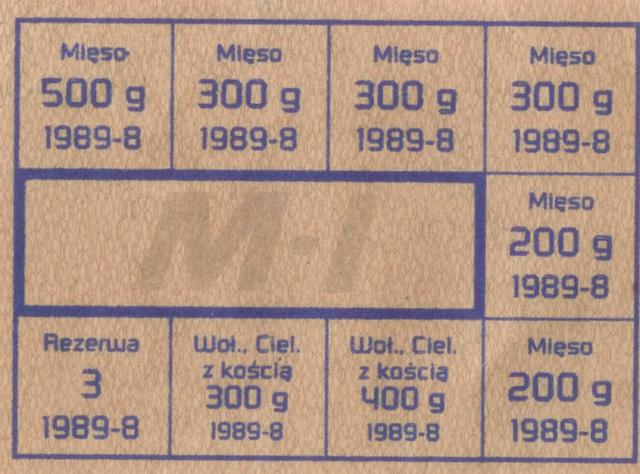 Mięso
500 g
1989-8
Mięso
300 g
1989-8
Mięso
300 g
1989-8
Mięso
300 g
1989-8
M-I
Mięso
200 g
1989-8
Rezerwa
3
1989-8
Woł., Ciel.
z kością
300 g
1989-8
Woł., Ciel.
z kością
400 g
1989-8
Mięso
200 g
1989-8